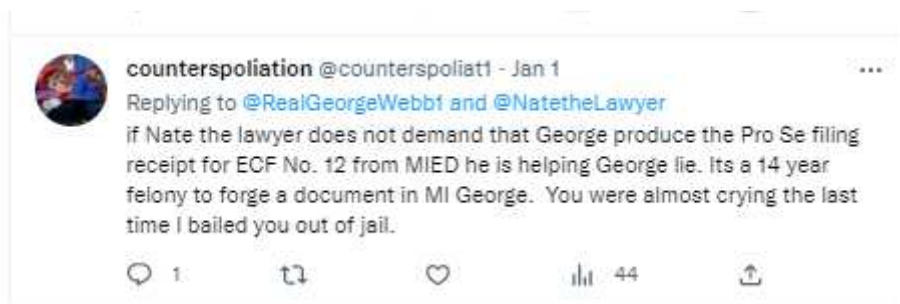 counterspoliation @counterspoliat1 - Jan 1
Replying to @RealGeorgeWebb1 and @NatetheLawyer
if Nate the lawyer does not demand that George produce the Pro Se filing
receipt for ECF No. 12 from MIED he is helping George lie. Its a 14 year
felony to forge a document in MI George. You were almost crying the last
time I bailed you out of jail.
1 44